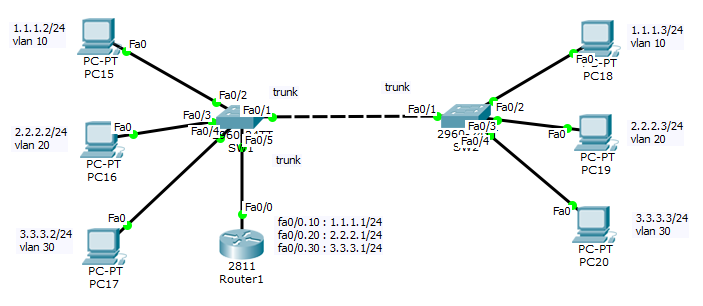 1.1.1.2/24
vlan 10
Fa0
PC-PT
PC15
2.2.2.2/24
vlan 20
Fa0
PC-PT
PC16
3.3.3.2/24
vlan 30
Fa0
PC-PT
PC17
Fa0/2
trunk
Fa0/3
Fa0/1
Fa0/4
Fa0/5
SW1
trunk
Fa0/0
fa0/0.10 : 1.1.1.1/24
fa0/0.20 : 2.2.2.1/24
fa0/0.30 : 3.3.3.1/24
2811
Router1
trunk
Fa0/1
Fa0/2
Fa0/3
Fa0/4
SW2
1.1.1.3/24
vlan 10
Fa0
PC-PT
PC18
2.2.2.3/24
vlan 20
Fa0
PC-PT
PC19
3.3.3.3/24
vlan 30
Fa0
PC-PT
PC20